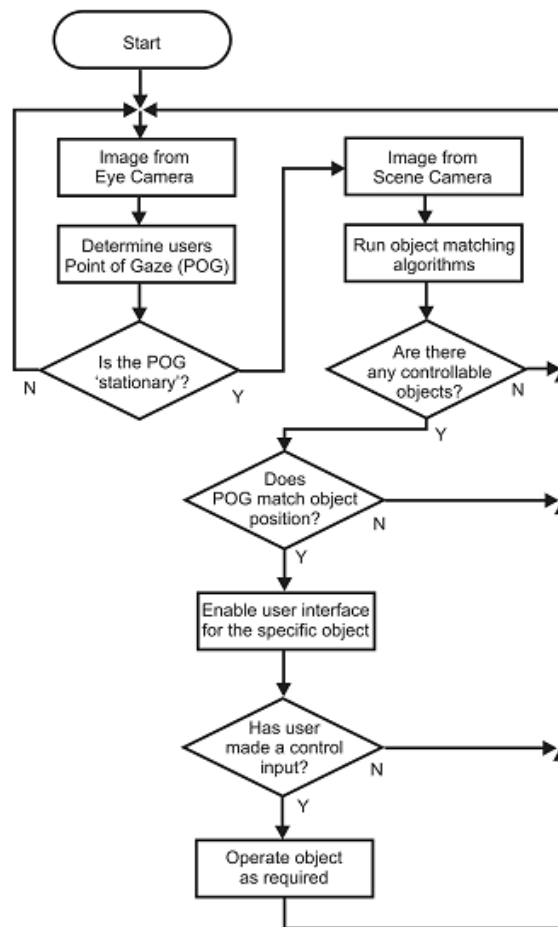 Start
Image from
Eye Camera
Determine users
Point of Gaze (POG)
Is the POG
‘stationary’?
N
Y
Image from
Scene Camera
Run object matching
algorithms
Are there
any controllable
objects?
N
Y
Does
POG match object
position?
N
Y
Enable user interface
for the specific object
Has user
made a control
input?
N
Y
Operate object
as required